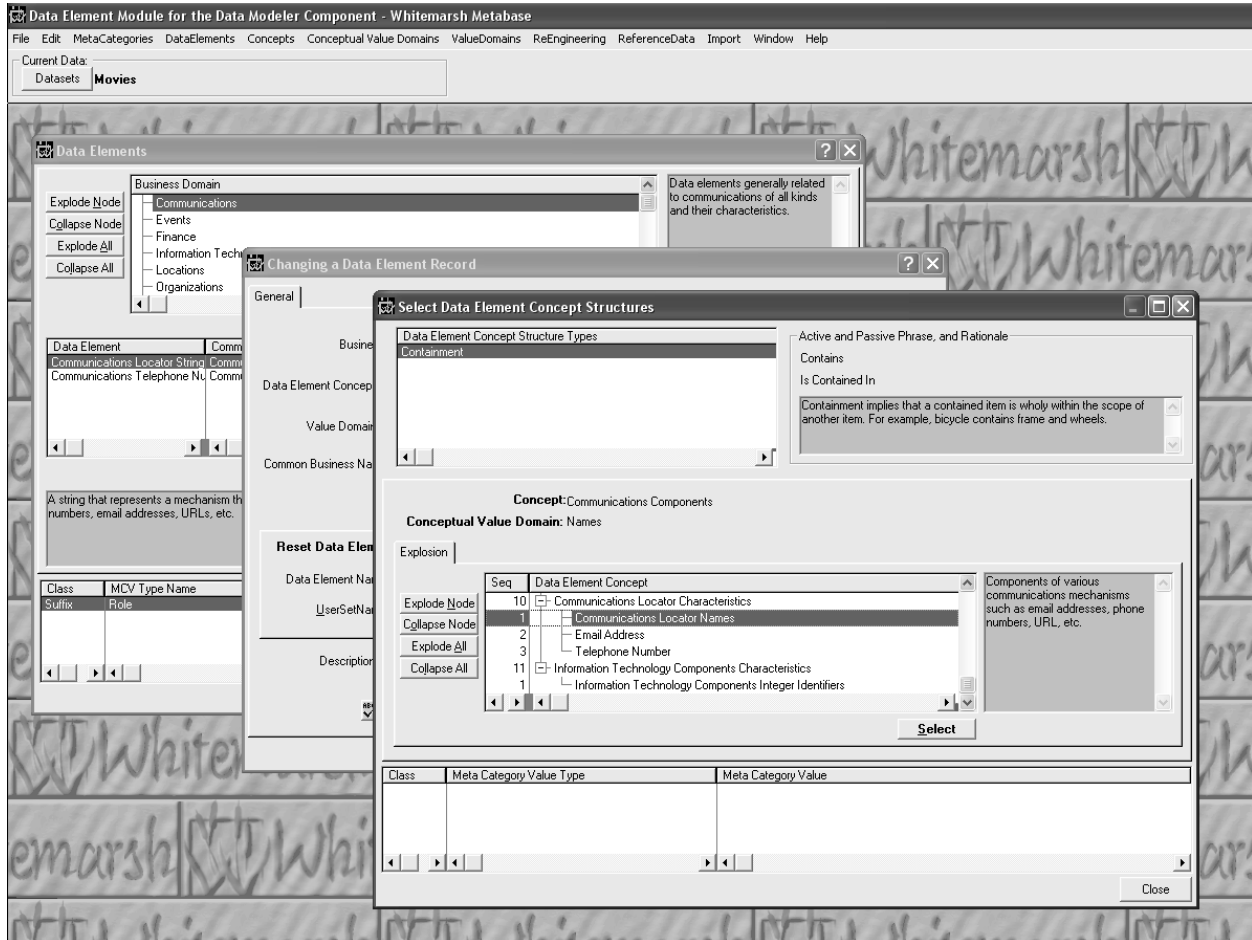 Data Element Module for the Data Modeler Component - Whitemarsh Metabase
File Edit MetaCategories DataElements Concepts Conceptual Value Domains ValueDomains ReEngineering ReferenceData Import Window Help
Current Data:
Datasets Movies
Data Elements
Business Domain
Explode Node
Collapse Node
Explode All
Collapse All
Communications
Events
Finance
Information Tech
Locations
Organizations
Data elements generally related
to communications of all kinds
and their characteristics.
Data Element Comm
Communications Locator String Commu
Communications Telephone Nu Commu
A string that represents a mechanism th
numbers, email addresses, URLs, etc.
Class MCV Type Name
Suffix Role
Changing a Data Element Record
General
Busine
Data Element Concep
Value Domai
Common Business Na
Reset Data Elem
Data Element Nar
UserSetNar
Description
Select Data Element Concept Structures
Data Element Concept Structure Types
Containment
Active and Passive Phrase, and Rationale
Contains
Is Contained In
Containment implies that a contained item is wholy within the scope of
another item. For example, bicycle contains frame and wheels.
Concept: Communications Components
Conceptual Value Domain: Names
Explosion
Explode Node
Collapse Node
Explode All
Collapse All
Seq Data Element Concept
10 Communications Locator Characteristics
1 Communications Locator Names
2 Email Address
3 Telephone Number
11 Information Technology Components Characteristics
1 Information Technology Components Integer Identifiers
Components of various
communications mechanisms
such as email addresses, phone
numbers, URL, etc.
Select
Class Meta Category Value Type Meta Category Value
Close
Whitemarsh
Whitemars